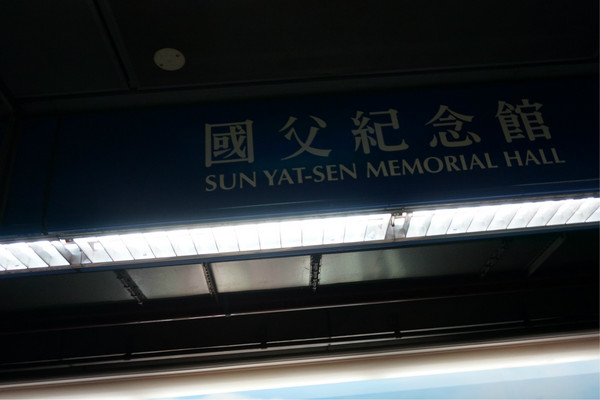 國父紀念館
SUN YAT-SEN MEMORIAL HALL